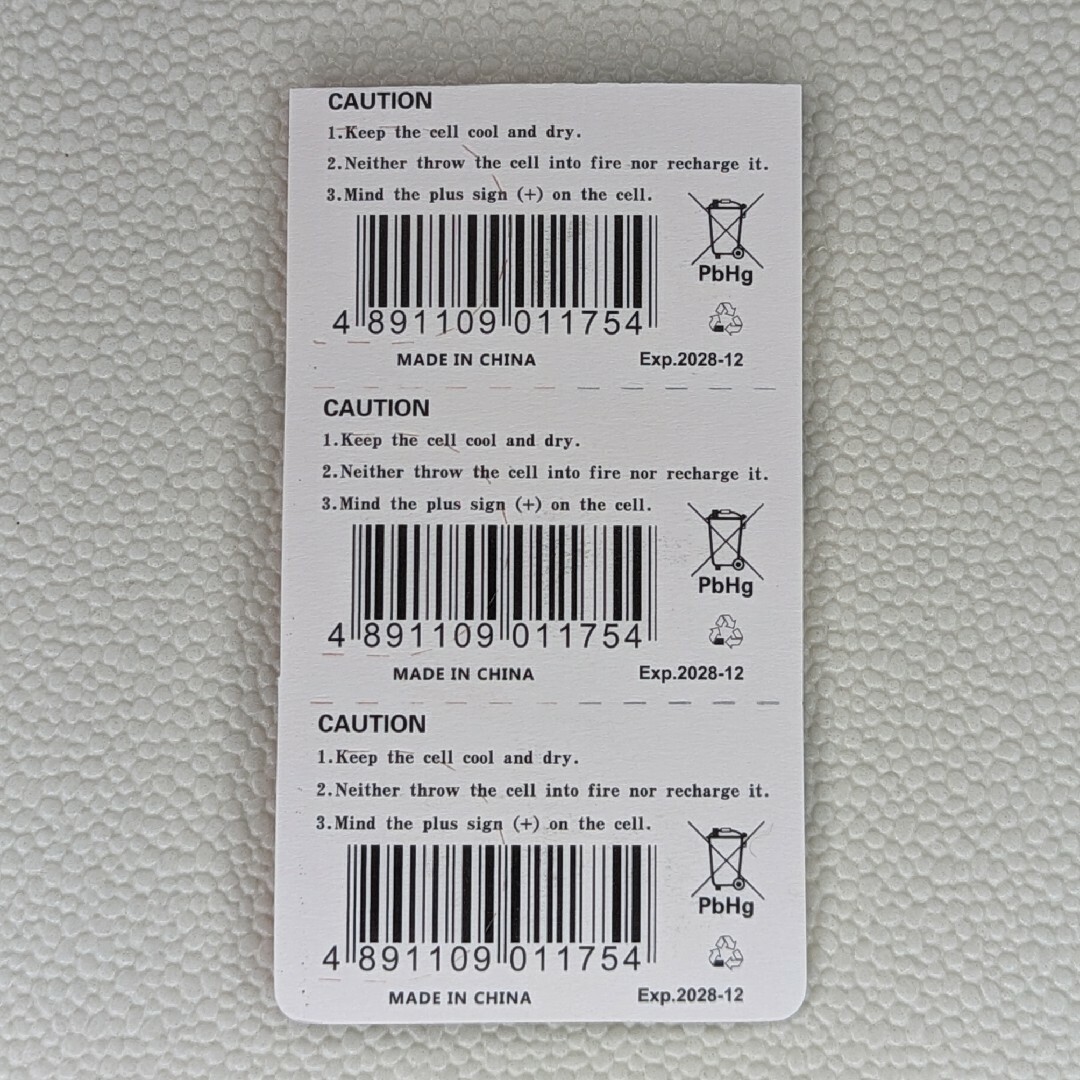 CAUTION
1.Keep the cell cool and dry.
2.Neither throw the cell into fire nor recharge it.
3.Mind the plus sign (+) on the cell.
PbHg
4 891109 011754
MADE IN CHINA Exp.2028-12
CAUTION
1.Keep the cell cool and dry.
2.Neither throw the cell into fire nor recharge it.
3.Mind the plus sign (+) on the cell.
PbHg
4 891109 011754
MADE IN CHINA Exp.2028-12
CAUTION
1.Keep the cell cool and dry.
2.Neither throw the cell into fire nor recharge it.
3.Mind the plus sign (+) on the cell.
PbHg
4 891109 011754
MADE IN CHINA Exp.2028-12